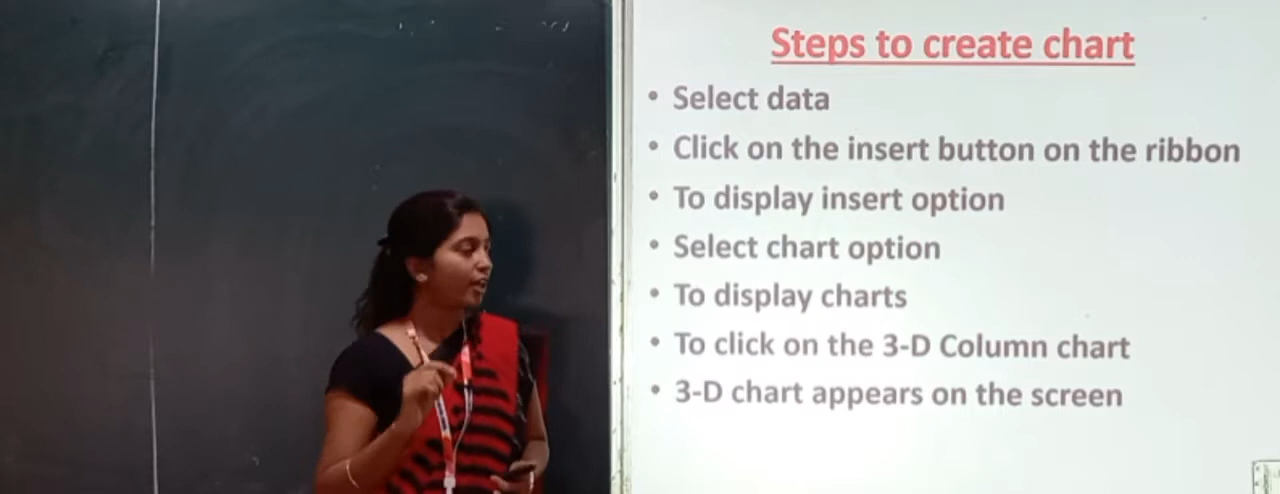 Steps to create chart
• Select data
• Click on the insert button on the ribbon
• To display insert option
• Select chart option
• To display charts
• To click on the 3-D Column chart
• 3-D chart appears on the screen